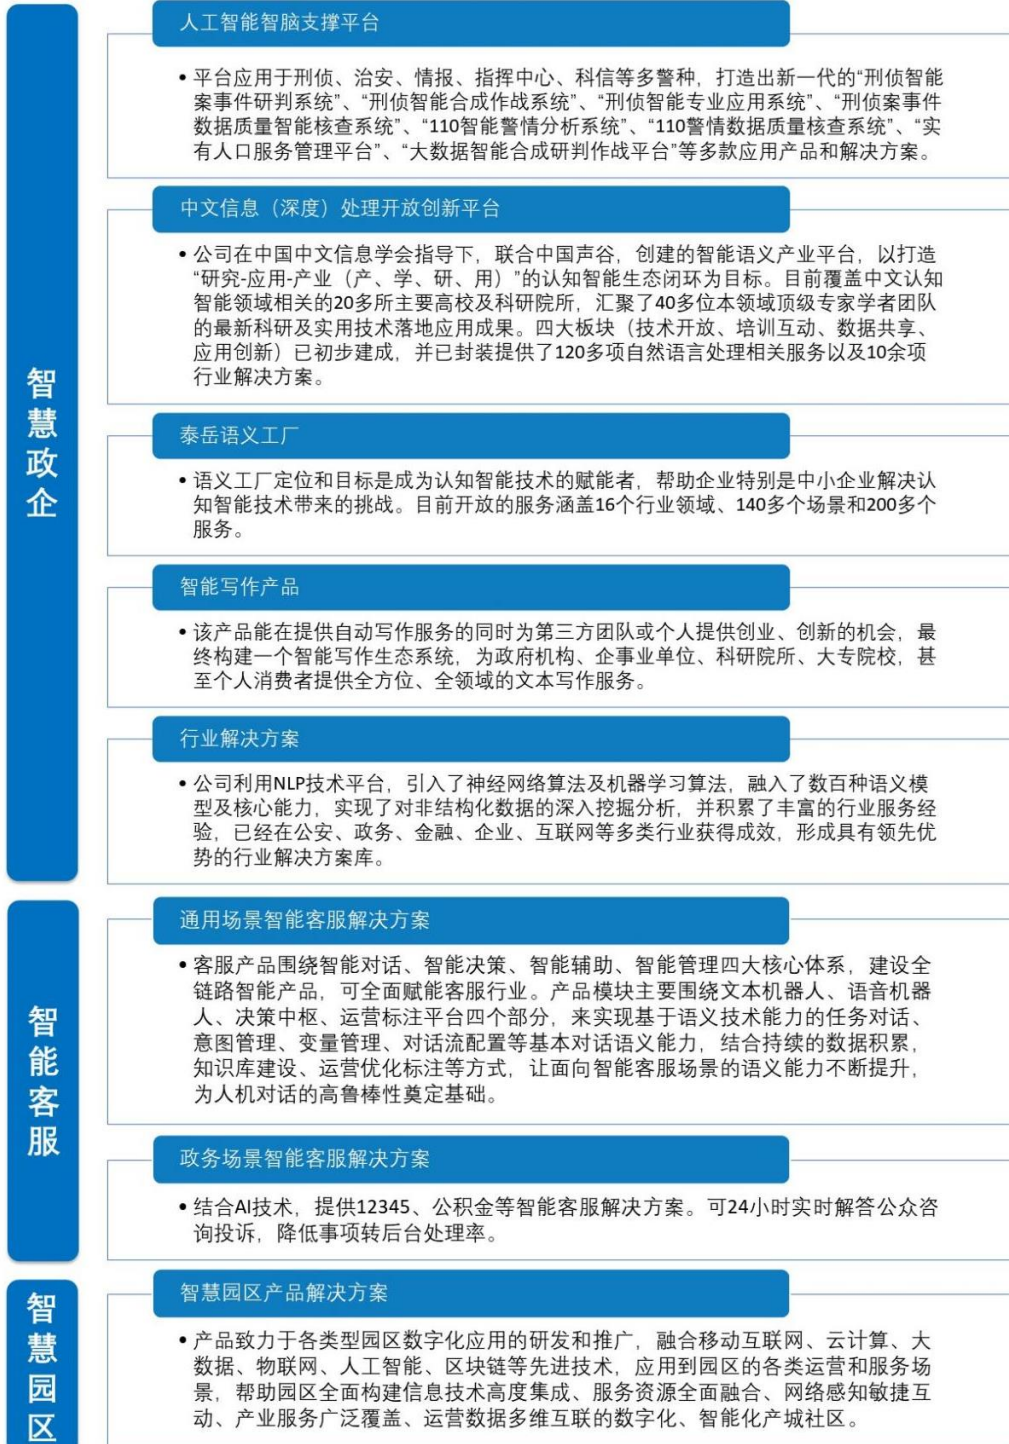 智慧政企
人工智能智脑支撑平台
• 平台应用于刑侦、治安、情报、指挥中心、科信等多警种，打造出新一代的“刑侦智能
案事件研判系统”、“刑侦智能合成作战系统”、“刑侦智能专业应用系统”、“刑侦案事件
数据质量智能核查系统”、“110智能警情分析系统”、“110警情数据质量核查系统”、“实
有人口服务管理平台”、“大数据智能合成研判作战平台”等多款应用产品和解决方案。
中文信息（深度）处理开放创新平台
• 公司在中国中文信息学会指导下，联合中国声谷，创建的智能语义产业平台，以打造
“研究-应用-产业（产、学、研、用）”的认知智能生态闭环为目标。目前覆盖中文认知
智能领域相关的20多所主要高校及科研院所，汇聚了40多位本领域顶级专家学者团队
的最新科研及实用技术落地应用成果。四大板块（技术开放、培训互动、数据共享、
应用创新）已初步建成，并已封装提供了120多项自然语言处理相关服务以及10余项
行业解决方案。
泰岳语义工厂
• 语义工厂定位和目标是成为认知智能技术的赋能者，帮助企业特别是中小企业解决认
知智能技术带来的挑战。目前开放的服务涵盖16个行业领域、140多个场景和200多个
服务。
智能写作产品
• 该产品能在提供自动写作服务的同时为第三方团队或个人提供创业、创新的机会，最
终构建一个智能写作生态系统，为政府机构、企事业单位、科研院所、大专院校，甚
至个人消费者提供全方位、全领域的文本写作服务。
行业解决方案
• 公司利用NLP技术平台，引入了神经网络算法及机器学习算法，融入了数百种语义模
型及核心能力，实现了对非结构化数据的深入挖掘分析，并积累了丰富的行业服务经
验，已经在公安、政务、金融、企业、互联网等多类行业获得成效，形成具有领先优
势的行业解决方案库。
智能客服
通用场景智能客服解决方案
• 客服产品围绕智能对话、智能决策、智能辅助、智能管理四大核心体系，建设全
链路智能产品，可全面赋能客服行业。产品模块主要围绕文本机器人、语音机器
人、决策中枢、运营标注平台四个部分，来实现基于语义技术能力的任务对话、
意图管理、变量管理、对话流配置等基本对话语义能力，结合持续的数据积累，
知识库建设、运营优化标注等方式，让面向智能客服场景的语义能力不断提升，
为人机对话的高鲁棒性奠定基础。
政务场景智能客服解决方案
• 结合AI技术，提供12345、公积金等智能客服解决方案。可24小时实时解答公众咨
询投诉，降低事项转后台处理率。
智慧园区
智慧园区产品解决方案
• 产品致力于各类型园区数字化应用的研发和推广，融合移动互联网、云计算、大
数据、物联网、人工智能、区块链等先进技术，应用到园区的各类运营和服务场
景，帮助园区全面构建信息技术高度集成、服务资源全面融合、网络感知敏捷互
动、产业服务广泛覆盖、运营数据多维互联的数字化、智能化产城社区。